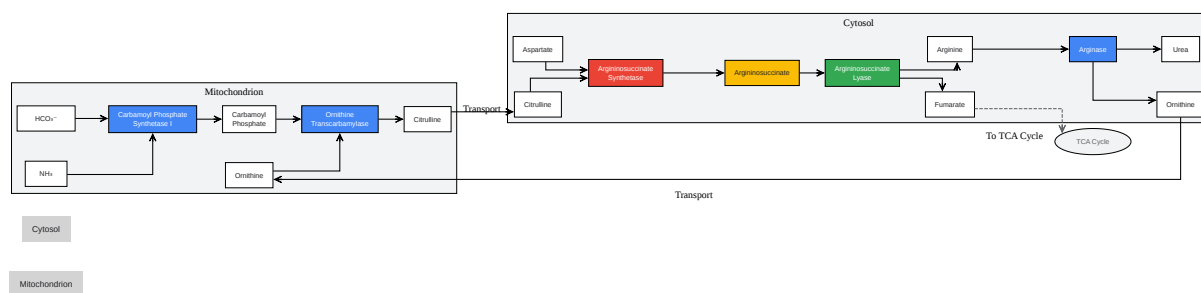 Cytosol
Aspartate
Arginine
Arginase
Urea
Argininosuccinate
Synthetase
Argininosuccinate
Argininosuccinate
Lyase
Mitochondrion
Transport
Citrulline
Fumarate
Ornithine
HCO₃⁻
Carbamoyl Phosphate
Synthetase I
Carbamoyl
Phosphate
Ornithine
Transcarbamylase
Citrulline
To TCA Cycle
TCA Cycle
NH₃
Ornithine
Transport
Cytosol
Mitochondrion